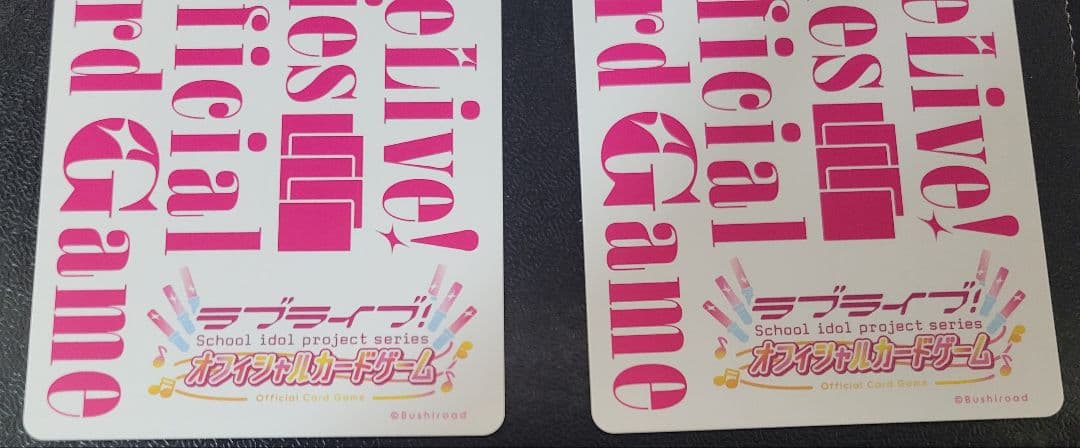 eLive!
ies
ficial
rd Game
ラブライブ!
School idol project series
オフィシャルカードゲーム
Official Card Game
©Bushiroad
eLive!
es
ficial
rd Game
ラブライブ!
School idol project series
オフィシャルカードゲーム
Official Card Game
©Bushiroad